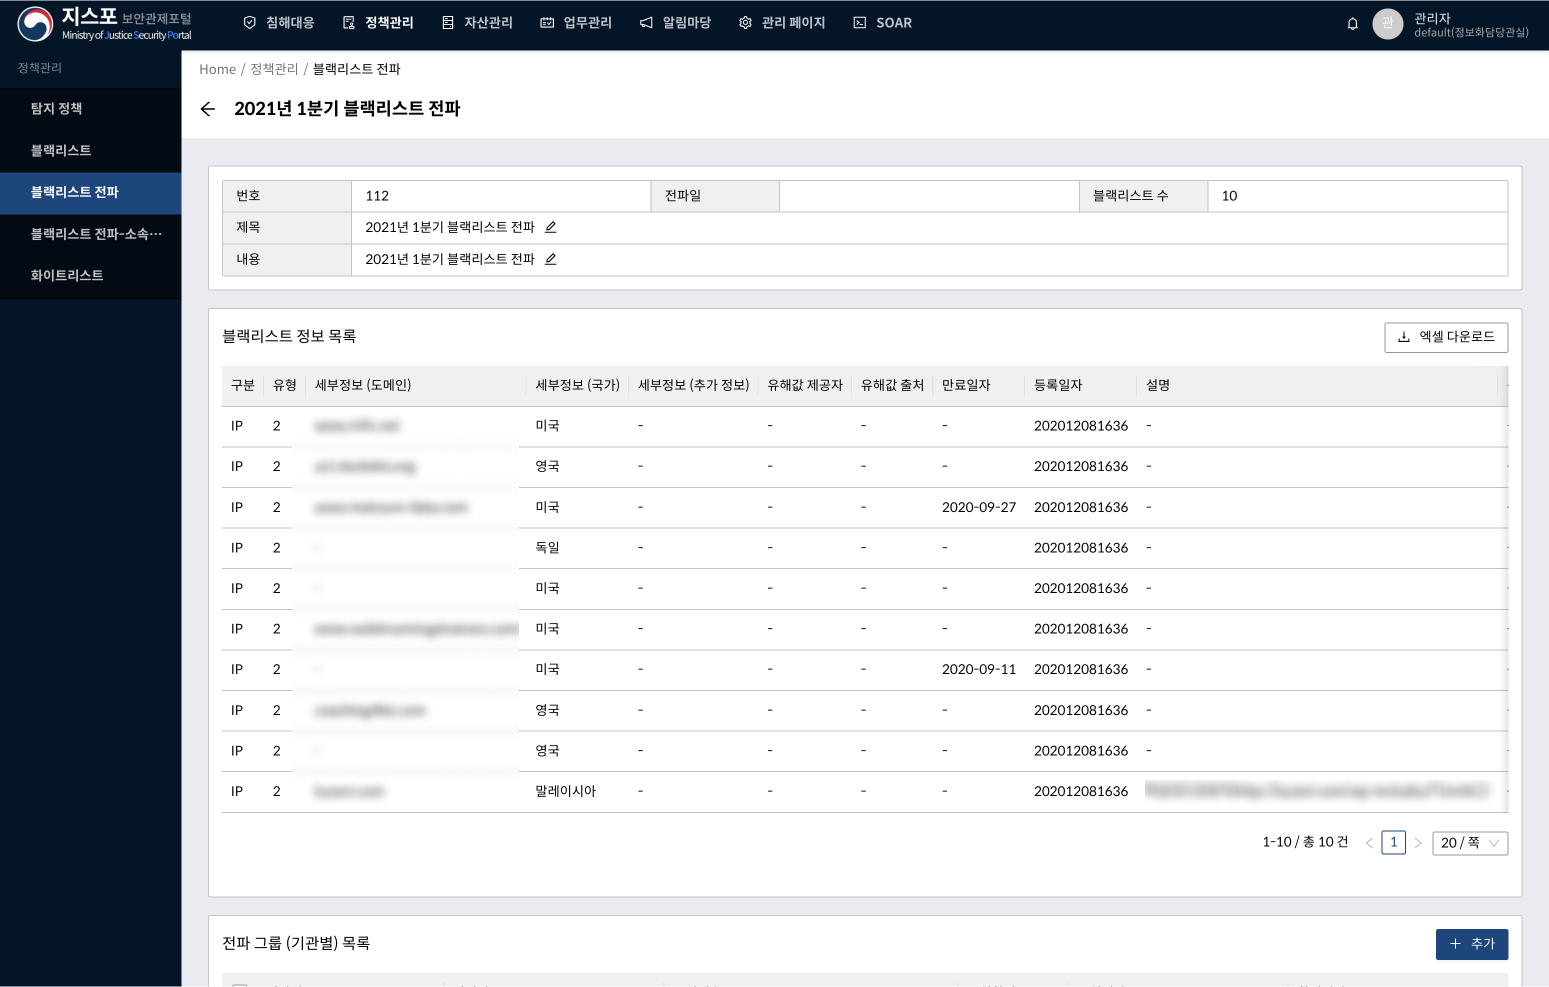 지스포 보안관제포털
Ministry of Justice Security Portal
침해대응 정책관리 자산관리 업무관리 알림마당 관리 페이지 SOAR
관 관리자
default(정보화담당관실)
정책관리
탐지 정책
블랙리스트
블랙리스트 전파
블랙리스트 전파-소속···
화이트리스트
Home / 정책관리 / 블랙리스트 전파
2021년 1분기 블랙리스트 전파
번호 112 전파일 블랙리스트 수 10
제목 2021년 1분기 블랙리스트 전파
내용 2021년 1분기 블랙리스트 전파
블랙리스트 정보 목록
엑셀 다운로드
구분 유형 세부정보 (도메인) 세부정보 (국가) 세부정보 (추가 정보) 유해값 제공자 유해값 출처 만료일자 등록일자 설명
IP 2 미국 - - - - 202012081636 -
IP 2 영국 - - - - 202012081636 -
IP 2 미국 - - - 2020-09-27 202012081636 -
IP 2 독일 - - - - 202012081636 -
IP 2 미국 - - - - 202012081636 -
IP 2 미국 - - - - 202012081636 -
IP 2 미국 - - - 2020-09-11 202012081636 -
IP 2 영국 - - - - 202012081636 -
IP 2 영국 - - - - 202012081636 -
IP 2 말레이시아 - - - - 202012081636
1-10 / 총 10 건 < 1 > 20 / 쪽
전파 그룹 (기관별) 목록
+ 추가